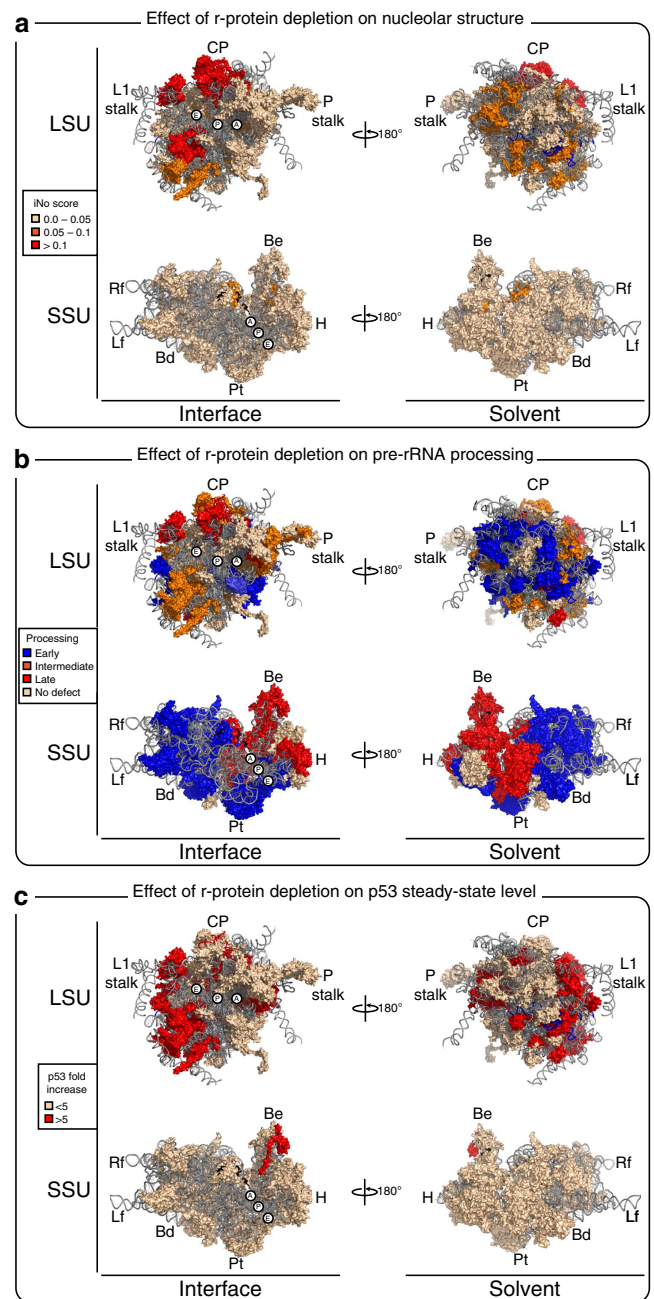 a
Effect of r-protein depletion on nucleolar structure
CP
CP
L1
stalk
P
stalk
P
stalk
L1
stalk
E
P
A
LSU
180°
iNo score
0.0 – 0.05
0.05 – 0.1
> 0.1
Be
Be
Rf
Rf
SSU
A
P
E
H
180°
H
Lf
Lf
Bd
Bd
Pt
Pt
Interface
Solvent
b
Effect of r-protein depletion on pre-rRNA processing
CP
CP
L1
stalk
P
stalk
P
stalk
L1
stalk
E
P
A
LSU
180°
Processing
Early
Intermediate
Late
No defect
Be
Be
Rf
Rf
SSU
A
P
E
H
180°
H
Lf
Lf
Bd
Bd
Pt
Pt
Interface
Solvent
c
Effect of r-protein depletion on p53 steady-state level
CP
CP
L1
stalk
P
stalk
P
stalk
L1
stalk
E
P
A
LSU
180°
p53 fold
increase
<5
>5
Be
Be
Rf
Rf
SSU
A
P
E
H
180°
H
Lf
Lf
Bd
Bd
Pt
Pt
Interface
Solvent